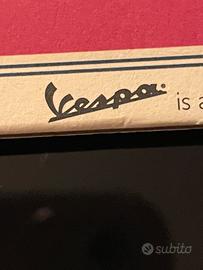 Vespa. is a
subito